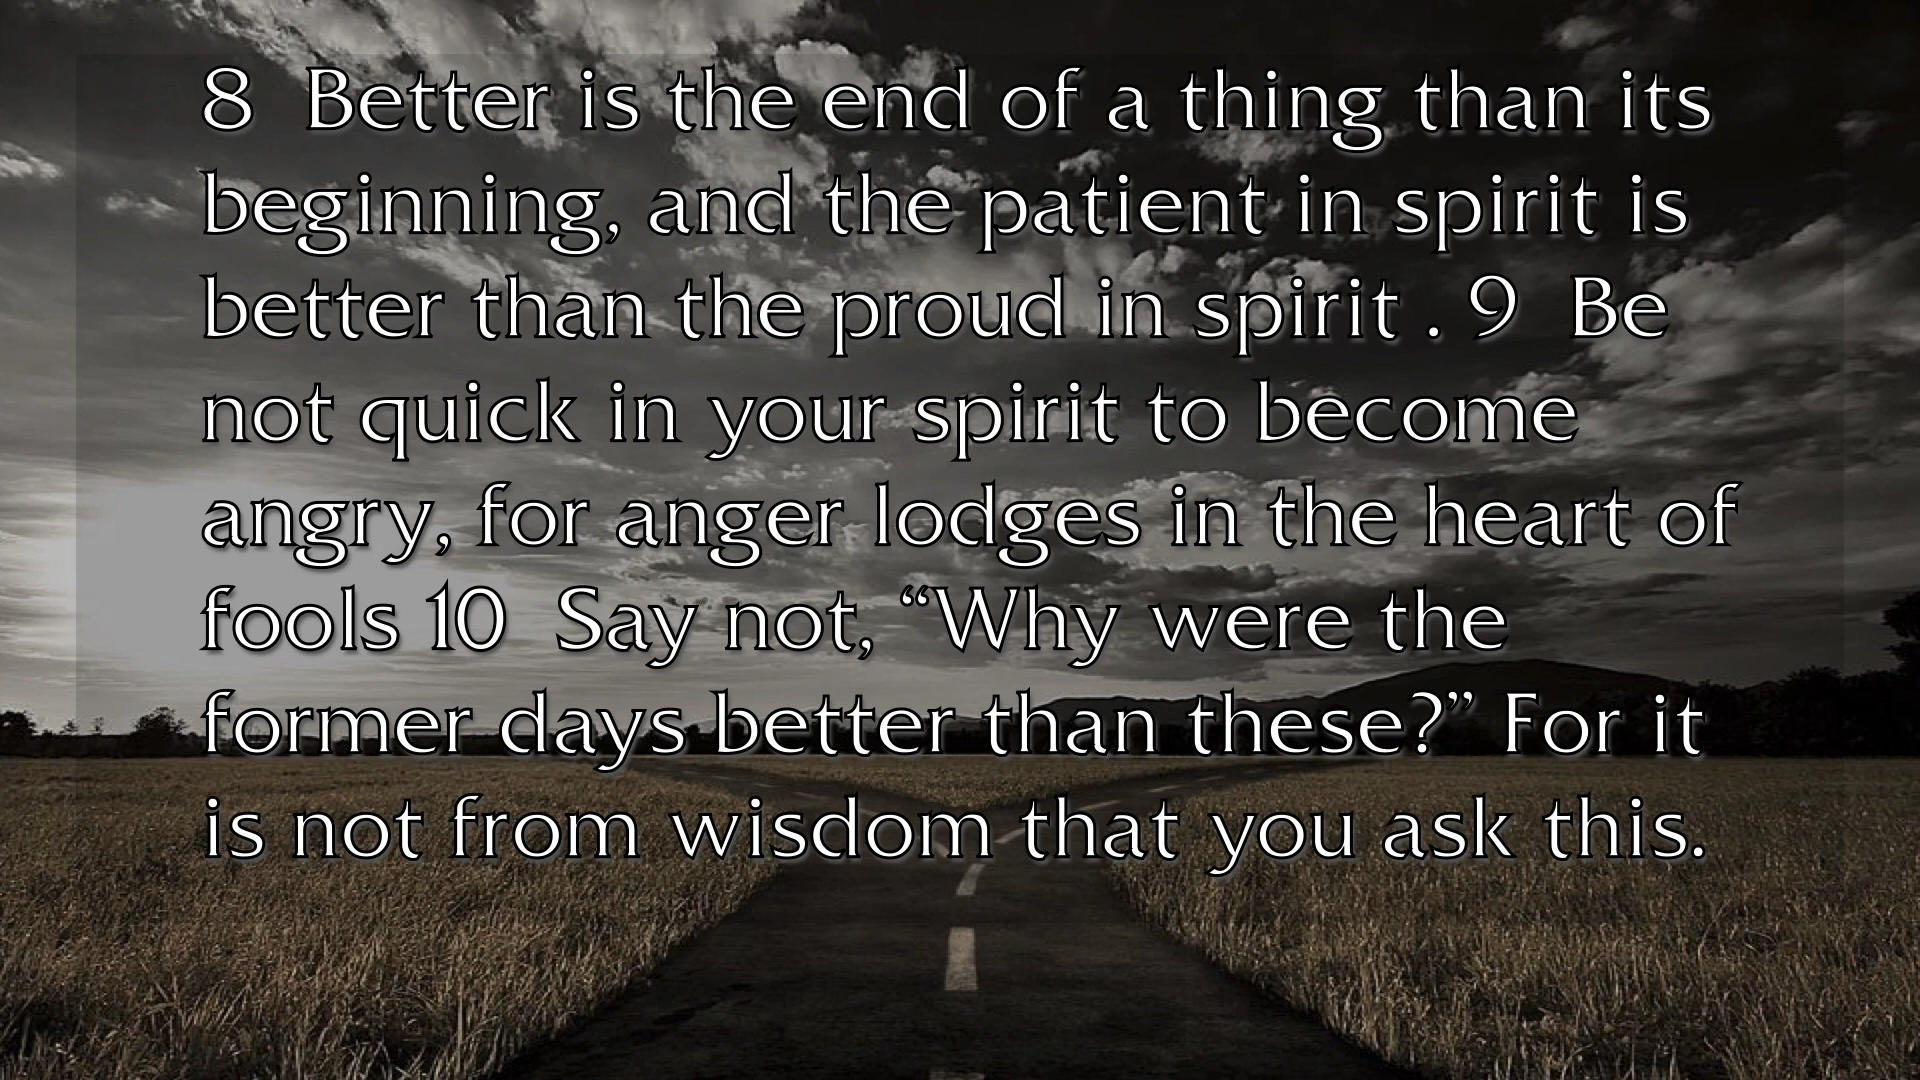 8  Better is the end of a thing than its
beginning, and the patient in spirit is
better than the proud in spirit . 9  Be
not quick in your spirit to become
angry, for anger lodges in the heart of
fools 10  Say not, “Why were the
former days better than these?” For it
is not from wisdom that you ask this.